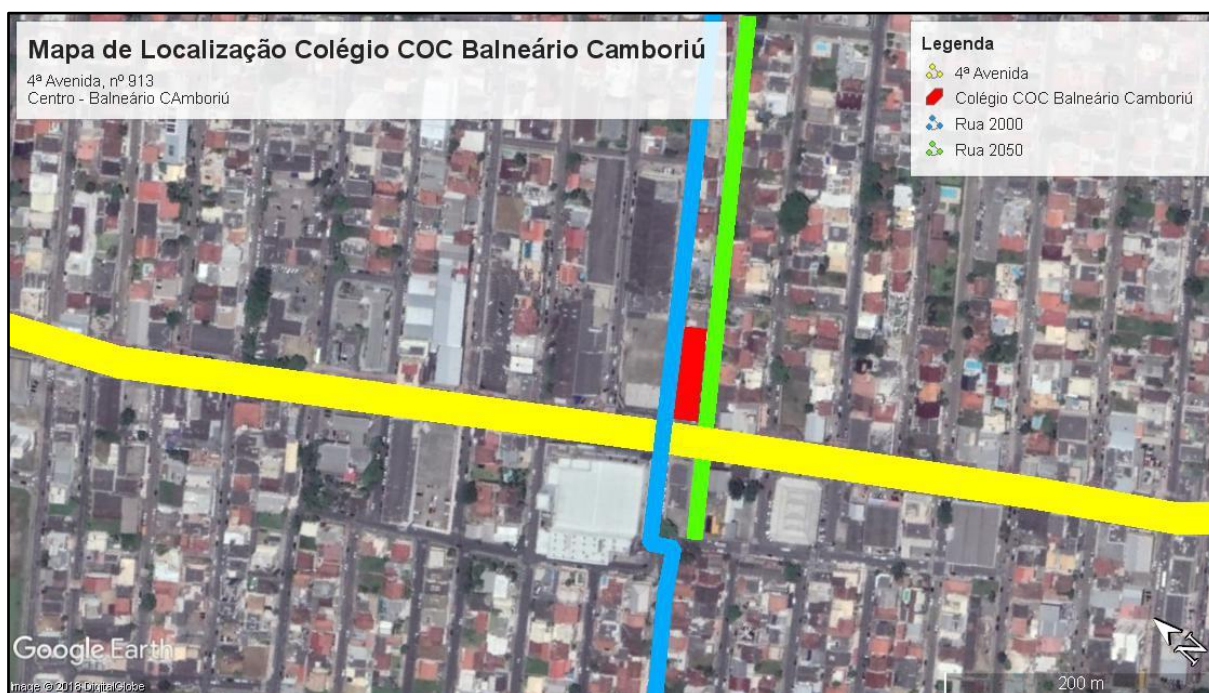 Mapa de Localização Colégio COC Balneário Camboriú
4ª Avenida, nº 913
Centro - Balneário CAmboriú
Legenda
4ª Avenida
Colégio COC Balneário Camboriú
Rua 2000
Rua 2050
Google Earth
Image © 2018 DigitalGlobe
200 m
N